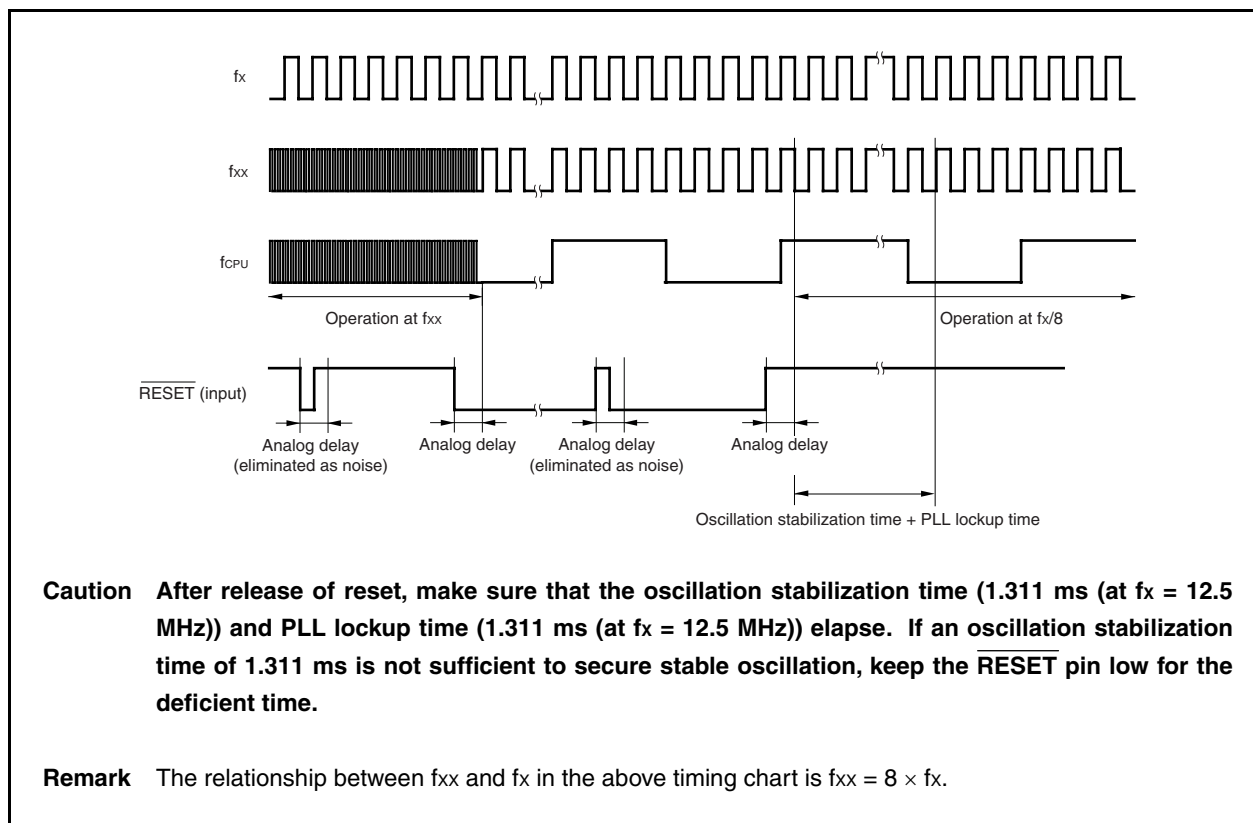 fx
fxx
fCPU
Operation at fxx
Operation at fx/8
RESET (input)
Analog delay
(eliminated as noise)
Analog delay
Analog delay
(eliminated as noise)
Analog delay
Oscillation stabilization time + PLL lockup time
Caution After release of reset, make sure that the oscillation stabilization time (1.311 ms (at fx = 12.5
MHz)) and PLL lockup time (1.311 ms (at fx = 12.5 MHz)) elapse. If an oscillation stabilization
time of 1.311 ms is not sufficient to secure stable oscillation, keep the RESET pin low for the
deficient time.
Remark The relationship between fxx and fx in the above timing chart is fxx = 8 × fx.